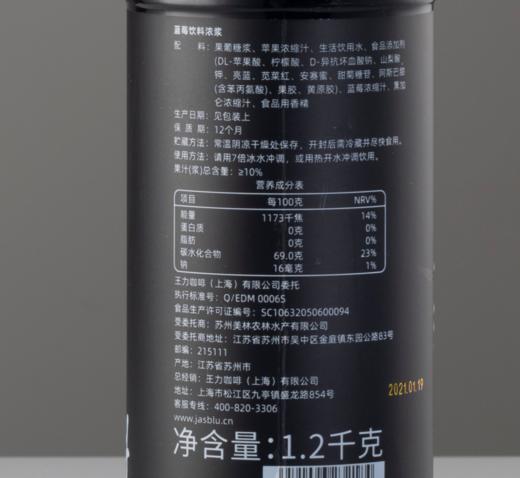 蓝莓饮料浓浆
配 料：果葡糖浆、苹果浓缩汁、生活饮用水、食品添加剂
(DL-苹果酸、柠檬酸、D-异抗坏血酸钠、山梨酸
钾、亮蓝、苋菜红、安赛蜜、甜菊糖苷、阿斯巴甜
(含苯丙氨酸)、果胶、黄原胶)、蓝莓浓缩汁、黑加
仑浓缩汁、食品用香精
生产日期：见包装上
保 质 期：12个月
贮藏方法：常温阴凉干燥处保存，开封后需冷藏并尽快食用。
使用方法：请用7倍冰水冲调，或用热开水冲调饮用。
果汁(浆)总含量：≥10%
营养成分表
项目 每100克 NRV%
能量 1173千焦 14%
蛋白质 0克 0%
脂肪 0克 0%
碳水化合物 69.0克 23%
钠 16毫克 1%
王力咖啡（上海）有限公司委托
执行标准号：Q/EDM 0006S
食品生产许可证编号：SC10632050600094
受委托商：苏州美林农林水产有限公司
受委托商地址：江苏省苏州市吴中区金庭镇东园公路83号
邮编：215111
产地：江苏省苏州市
总经销：王力咖啡（上海）有限公司
地址：上海市松江区九亭镇盛龙路854号
客服专线：400-820-3306
www.jasblu.cn
2021.01.19
净含量：1.2千克